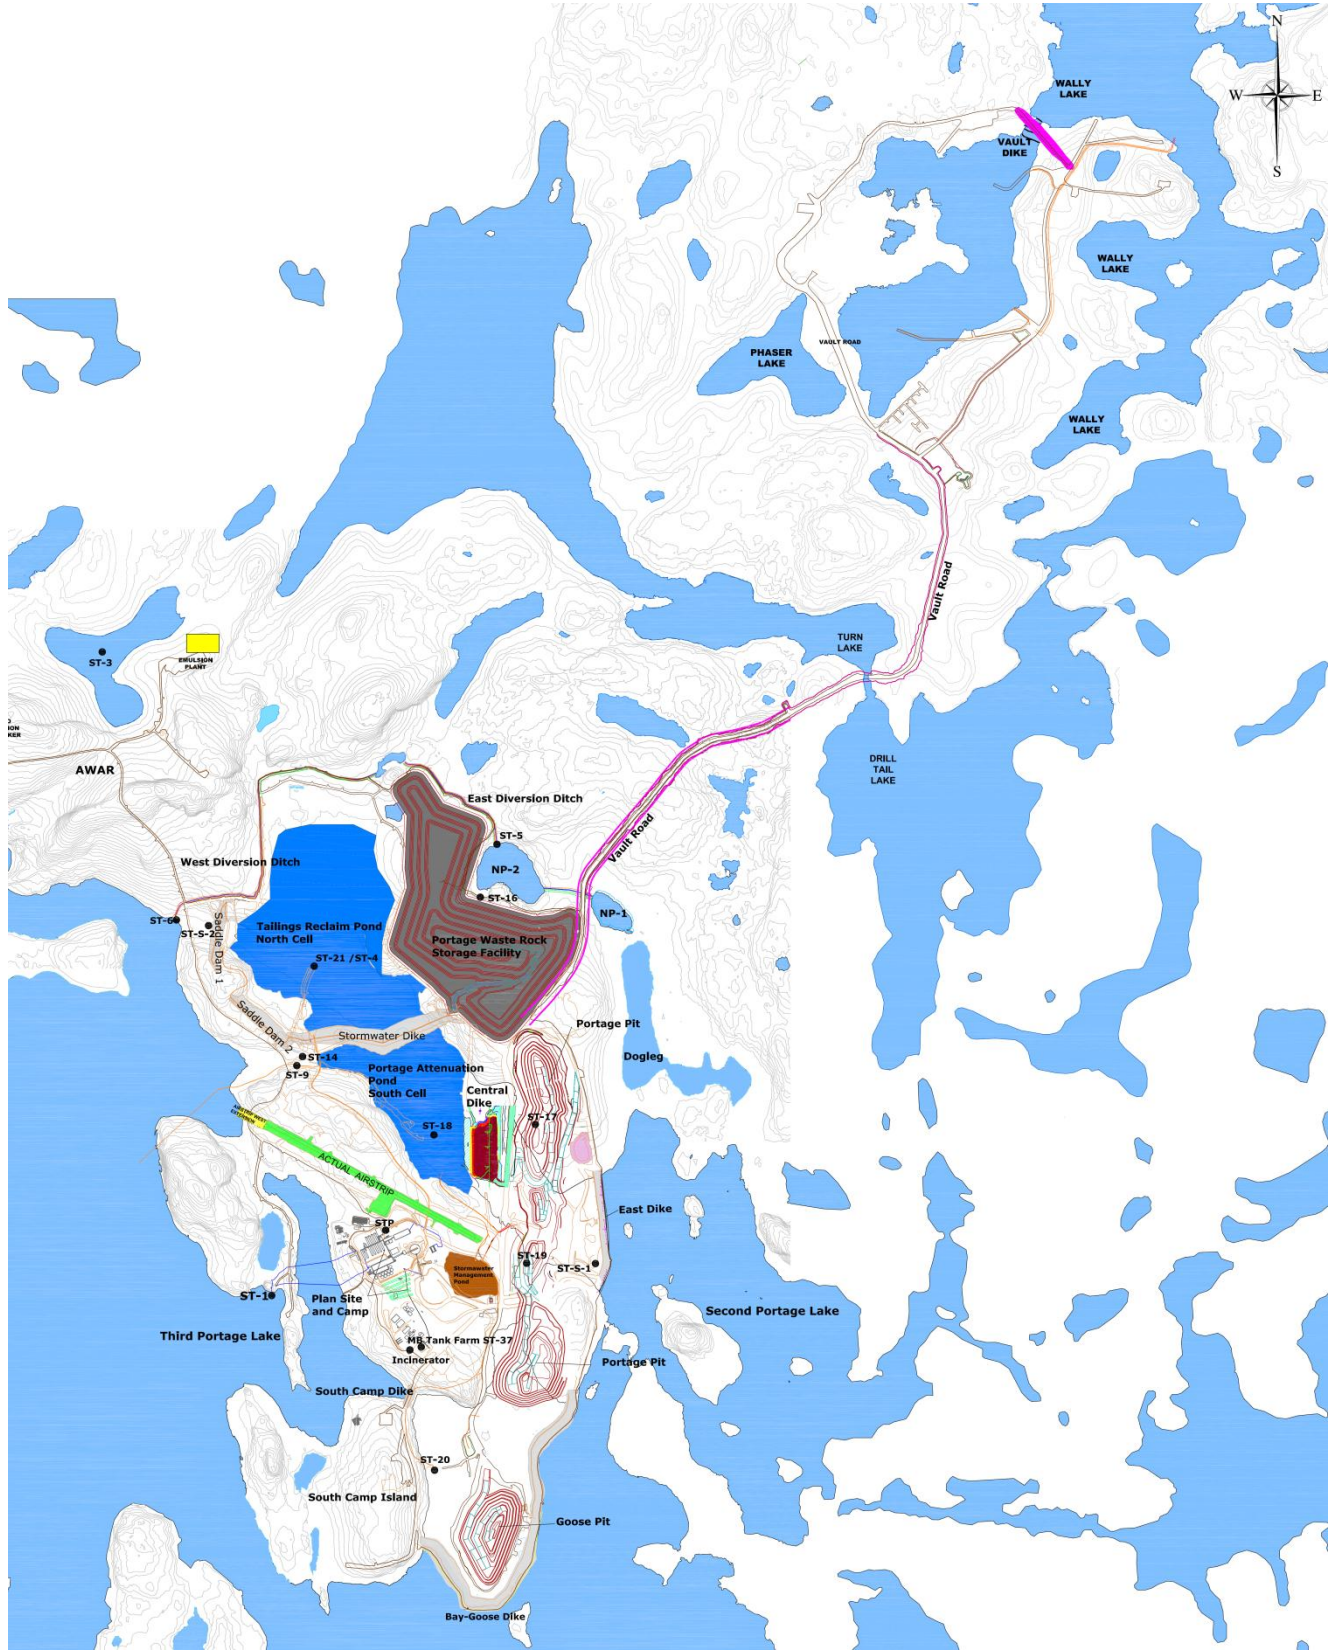 N
W
E
S
WALLY
LAKE
VAULT
DIKE
WALLY
LAKE
VAULT ROAD
PHASER
LAKE
WALLY
LAKE
Vault Road
TURN
LAKE
ST-3
EMULSION
PLANT
AWAR
DRILL
TAIL
LAKE
East Diversion Ditch
Vault Road
ST-5
West Diversion Ditch
NP-2
ST-16
NP-1
ST-6
ST-S-2
Saddle Dam 1
Tailings Reclaim Pond
North Cell
Portage Waste Rock
Storage Facility
ST-21 /ST-4
Saddle Dam 2
Stormwater Dike
Portage Pit
ST-14
ST-9
Portage Attenuation
Pond
South Cell
Dogleg
Central
Dike
ST-17
ST-18
AIRSTRIP WEST
EXTENSION
ACTUAL AIRSTRIP
East Dike
STP
ST-19
ST-S-1
Stormawater
Management
Pond
ST-1
Plan Site
and Camp
Second Portage Lake
Third Portage Lake
MB Tank Farm ST-37
Incinerator
Portage Pit
South Camp Dike
ST-20
South Camp Island
Goose Pit
Bay-Goose Dike